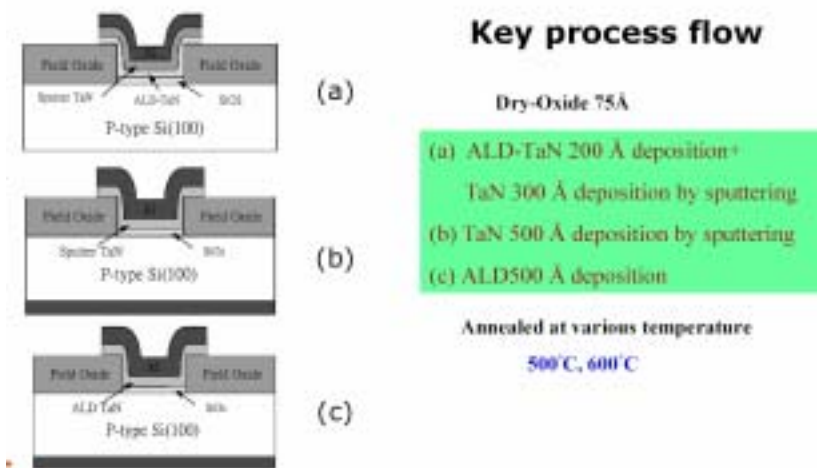 Field Oxide
Field Oxide
Sputter TaN
ALD-TaN
P-type Si(100)
(a)
Field Oxide
Field Oxide
Sputter TaN
P-type Si(100)
(b)
Field Oxide
Field Oxide
ALD TaN
P-type Si(100)
(c)
Key process flow
Dry-Oxide 75Å
(a) ALD-TaN 200 Å deposition+
TaN 300 Å deposition by sputtering
(b) TaN 500 Å deposition by sputtering
(c) ALD500 Å deposition
Annealed at various temperature
500°C, 600°C